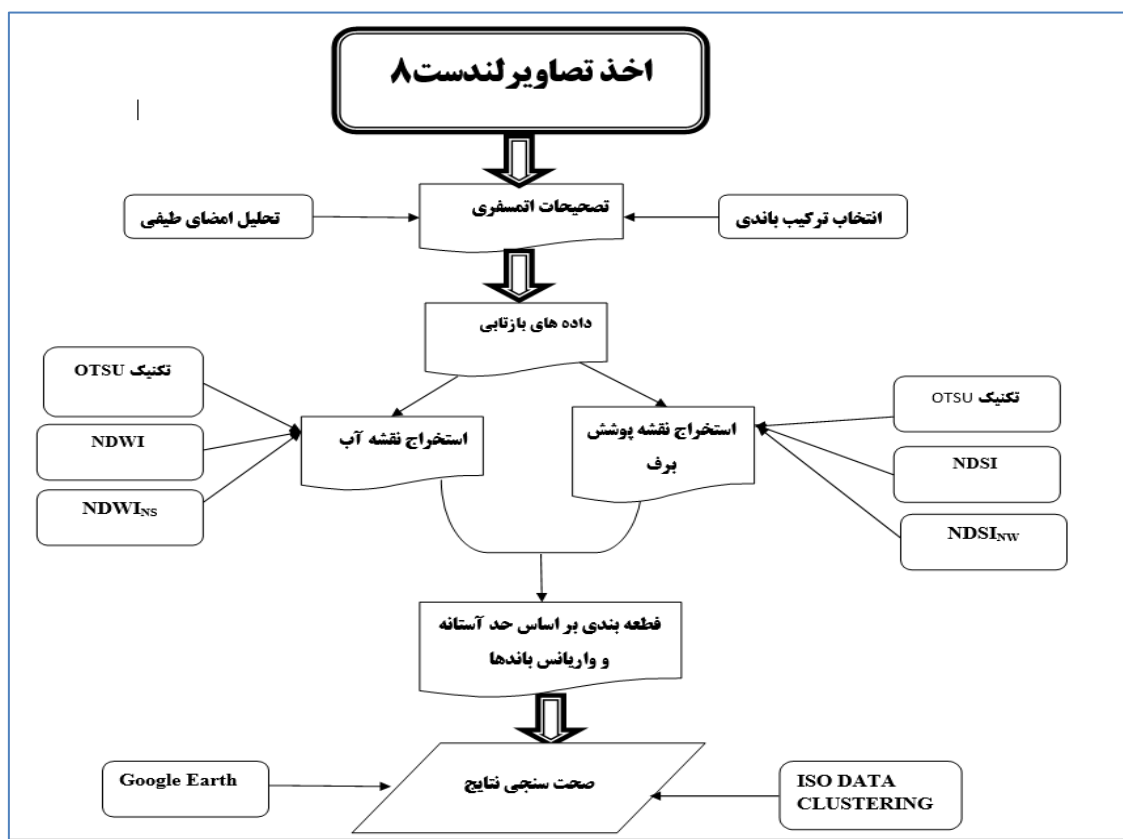 اخذ تصاویر لندست۸
تصحیحات اتمسفری
انتخاب ترکیب باندی
تحلیل امضای طیفی
داده های بازتابی
تکنیک OTSU
NDSI
NDSI_NW
استخراج نقشه پوشش
برف
استخراج نقشه آب
تکنیک OTSU
NDWI
NDWI_NS
قطعه بندی بر اساس حد آستانه
و واریانس باندها
صحت سنجی نتایج
ISO DATA
CLUSTERING
Google Earth